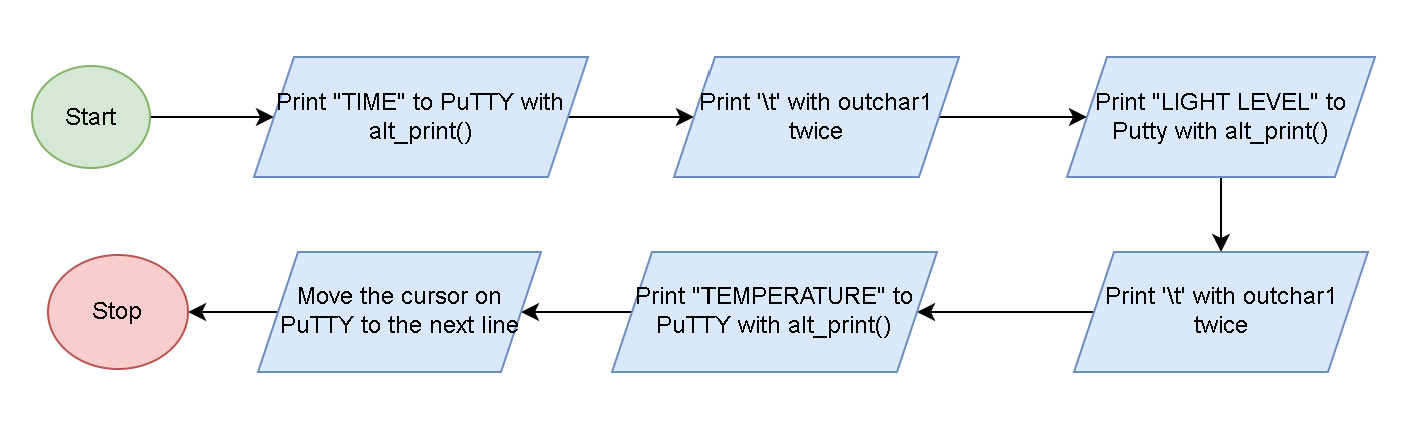 Start
Print "TIME" to PuTTY with
alt_print()
Print '\t' with outchar1
twice
Print "LIGHT LEVEL" to
Putty with alt_print()
Print '\t' with outchar1
twice
Print "TEMPERATURE" to
PuTTY with alt_print()
Move the cursor on
PuTTY to the next line
Stop